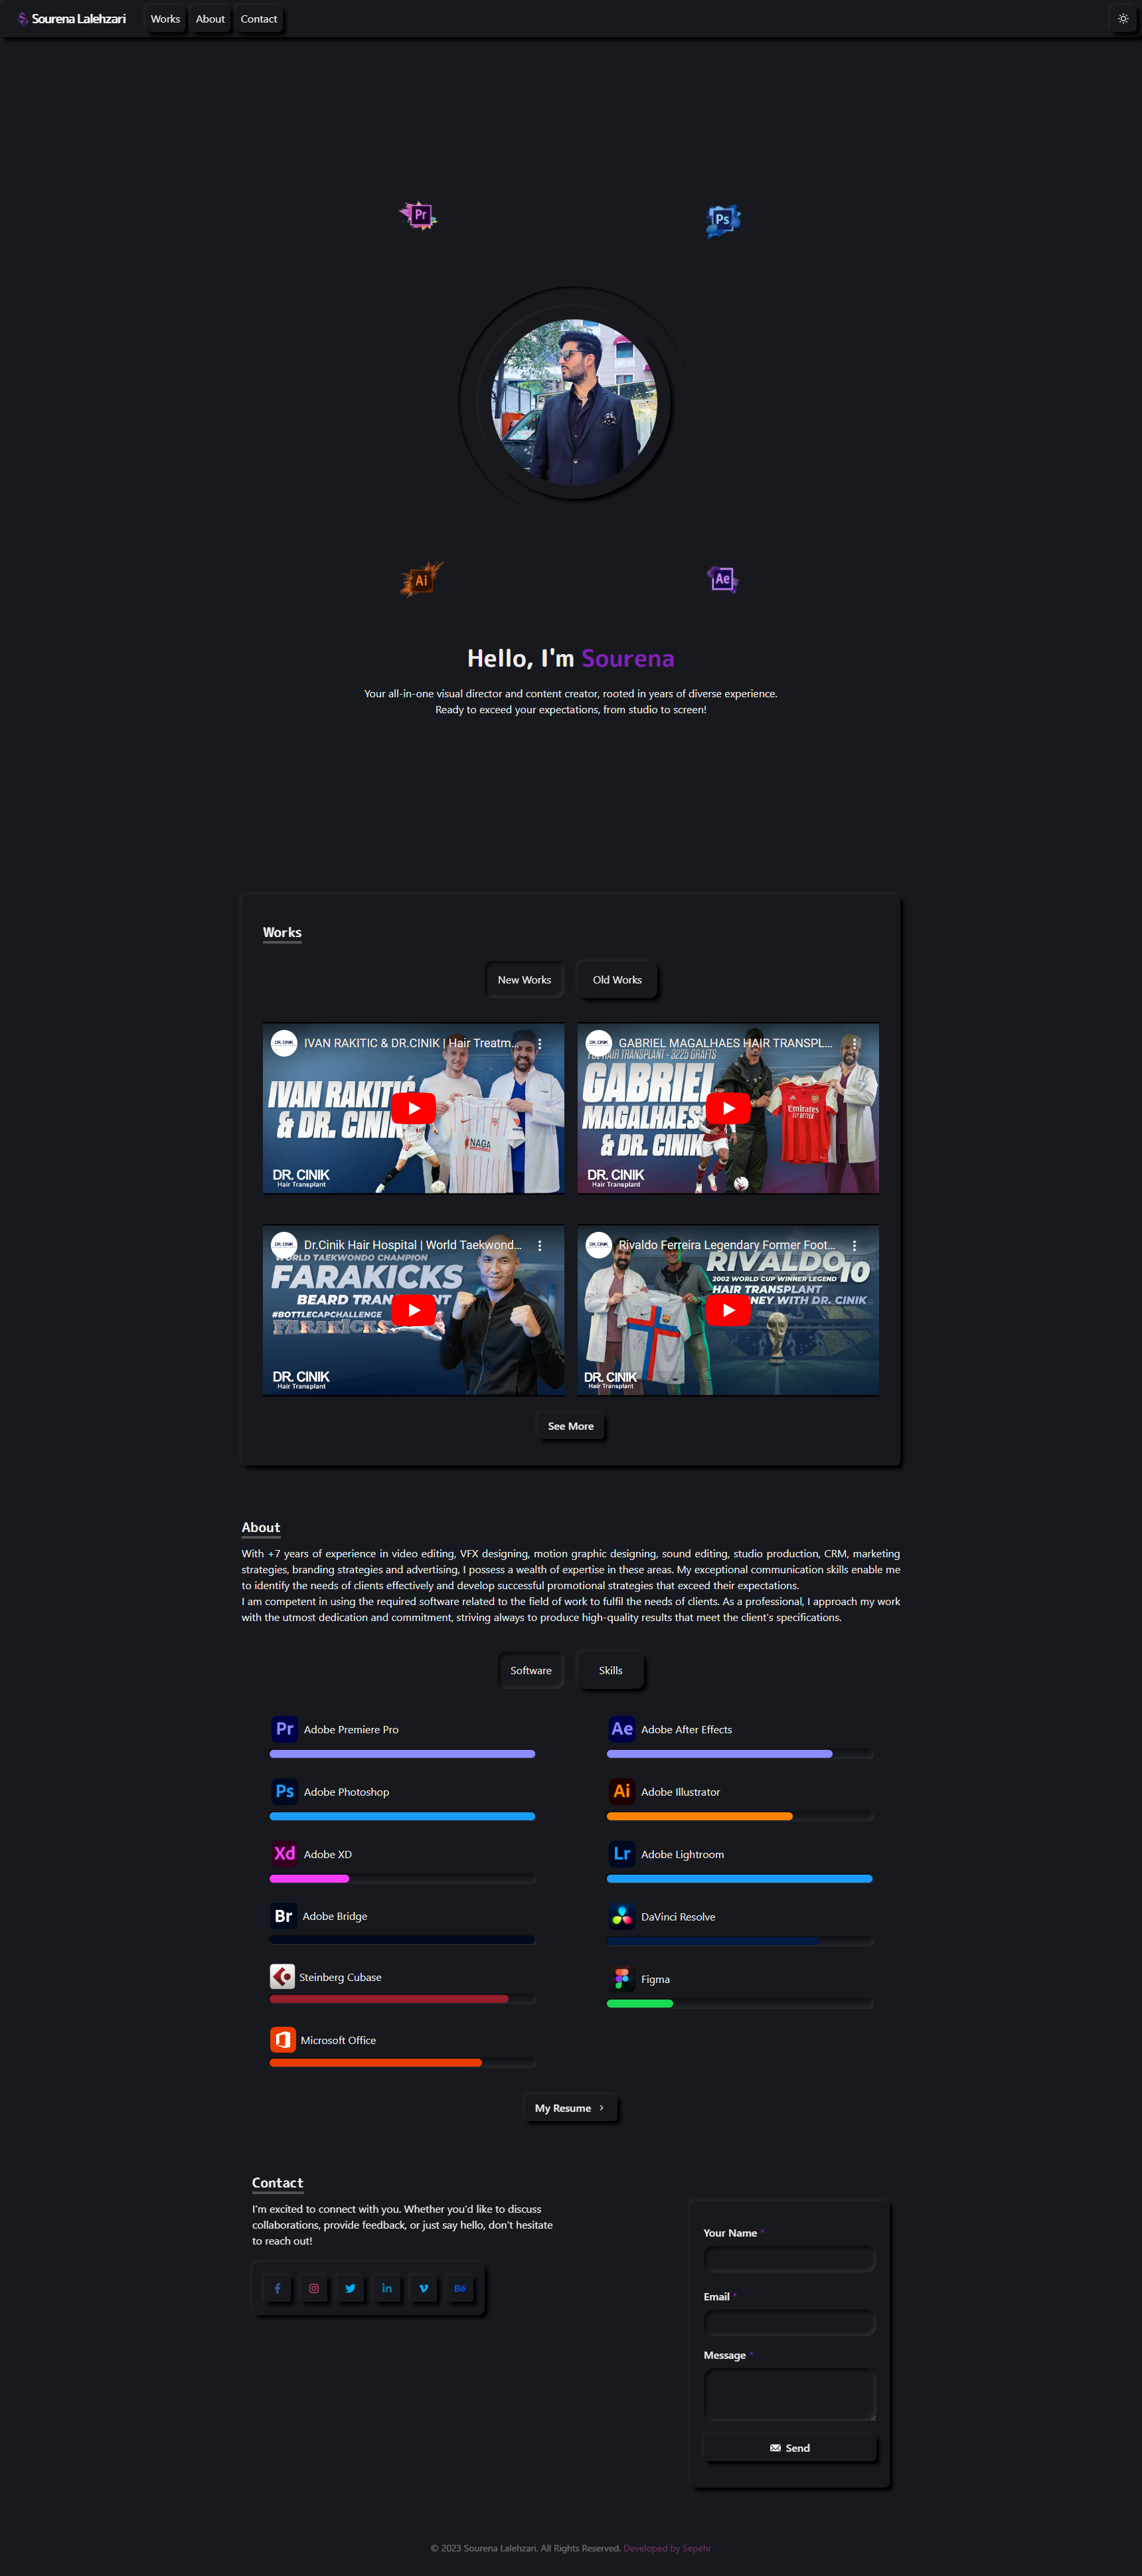 Sourena Lalehzari
Works
About
Contact
Pr
Ps
Ai
Ae
Hello, I'm Sourena
Your all-in-one visual director and content creator, rooted in years of diverse experience.
Ready to exceed your expectations, from studio to screen!
Works
New Works
Old Works
IVAN RAKITIC & DR.CINIK | Hair Treatm...
IVAN RAKITIĆ
& DR. CINIK
NAGA
DR. CINIK
Hair Transplant
GABRIEL MAGALHAES HAIR TRANSPL...
HAIR TRANSPLANT - 3225 GRAFTS
GABRIEL
MAGALHAES
& DR. CINIK
Emirates
FLY BETTER
DR. CINIK
Hair Transplant
Dr.Cinik Hair Hospital | World Taekwond...
WORLD TAEKWONDO CHAMPION
FARAKICKS
BEARD TRAN
NT
#BOTTLECAPCHALLENGE
FARAKICKS
DR. CINIK
Hair Transplant
Rivaldo Ferreira Legendary Former Foot...
RIVALDO
10
2002 WORLD CUP WINNER LEGEND
HAIR TRANSPLANT
NEY WITH DR. CINIK
DR. CINIK
Hair Transplant
See More
About
With +7 years of experience in video editing, VFX designing, motion graphic designing, sound editing, studio production, CRM, marketing
strategies, branding strategies and advertising, I possess a wealth of expertise in these areas. My exceptional communication skills enable me
to identify the needs of clients effectively and develop successful promotional strategies that exceed their expectations.
I am competent in using the required software related to the field of work to fulfil the needs of clients. As a professional, I approach my work
with the utmost dedication and commitment, striving always to produce high-quality results that meet the client's specifications.
Software
Skills
Pr Adobe Premiere Pro
Ae Adobe After Effects
Ps Adobe Photoshop
Ai Adobe Illustrator
Xd Adobe XD
Lr Adobe Lightroom
Br Adobe Bridge
DaVinci Resolve
Steinberg Cubase
Figma
Microsoft Office
My Resume
Contact
I'm excited to connect with you. Whether you'd like to discuss
collaborations, provide feedback, or just say hello, don't hesitate
to reach out!
Bē
Your Name *
Email *
Message *
Send
© 2023 Sourena Lalehzari. All Rights Reserved. Developed by Sepehr